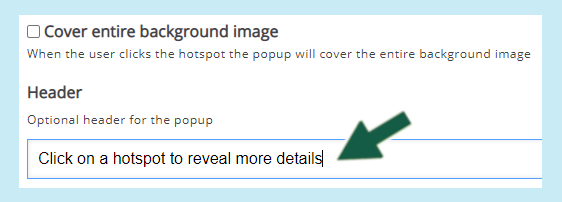 Cover entire background image
When the user clicks the hotspot the popup will cover the entire background image
Header
Optional header for the popup
Click on a hotspot to reveal more details